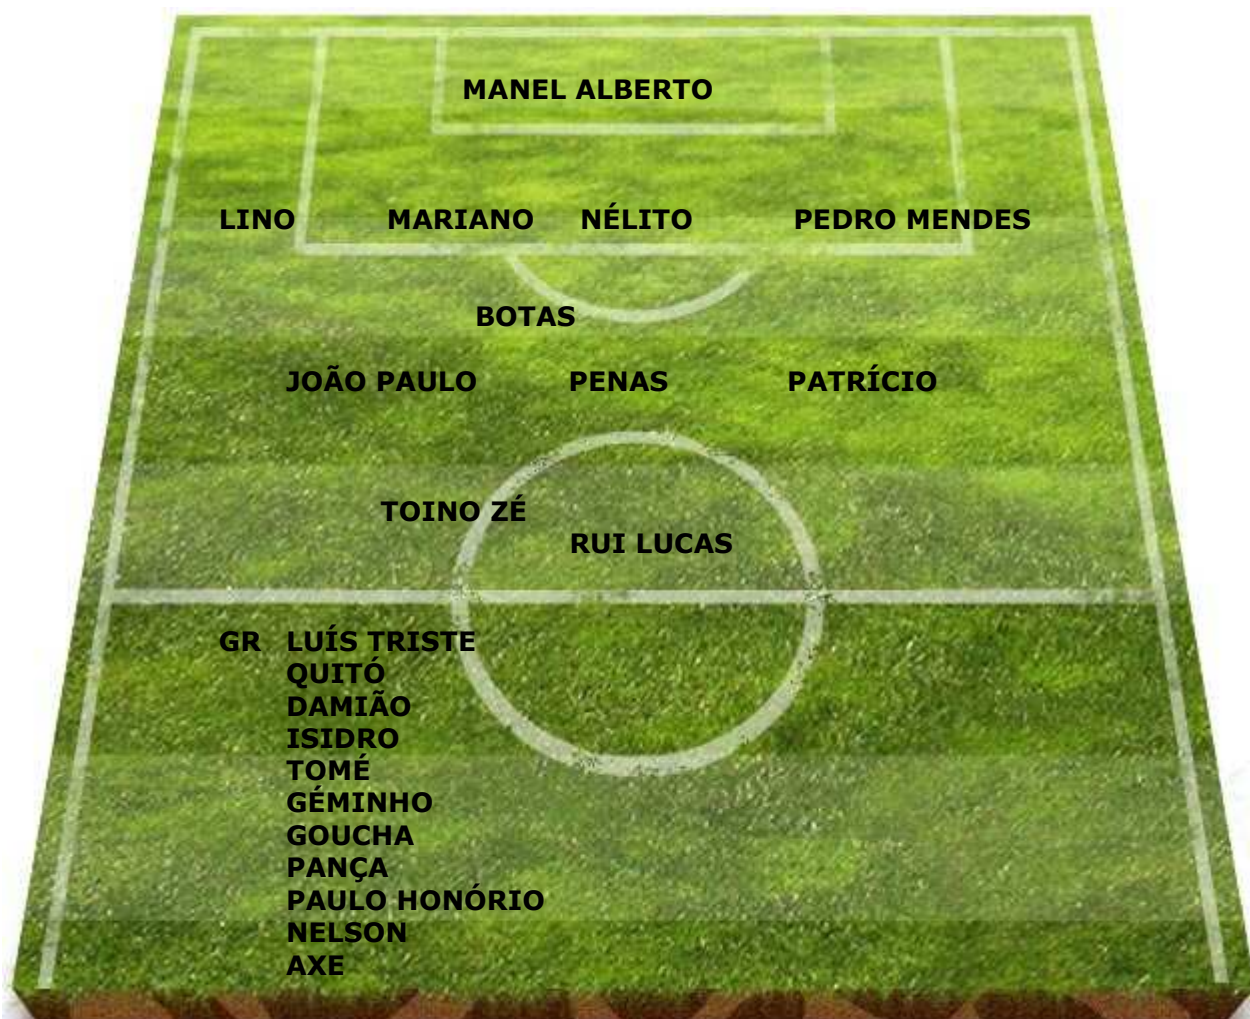 MANEL ALBERTO
LINO MARIANO NÉLITO PEDRO MENDES
BOTAS
JOÃO PAULO PENAS PATRÍCIO
TOINO ZÉ
RUI LUCAS
GR LUÍS TRISTE
QUITÓ
DAMIÃO
ISIDRO
TOMÉ
GÉMINHO
GOUCHA
PANÇA
PAULO HONÓRIO
NELSON
AXE